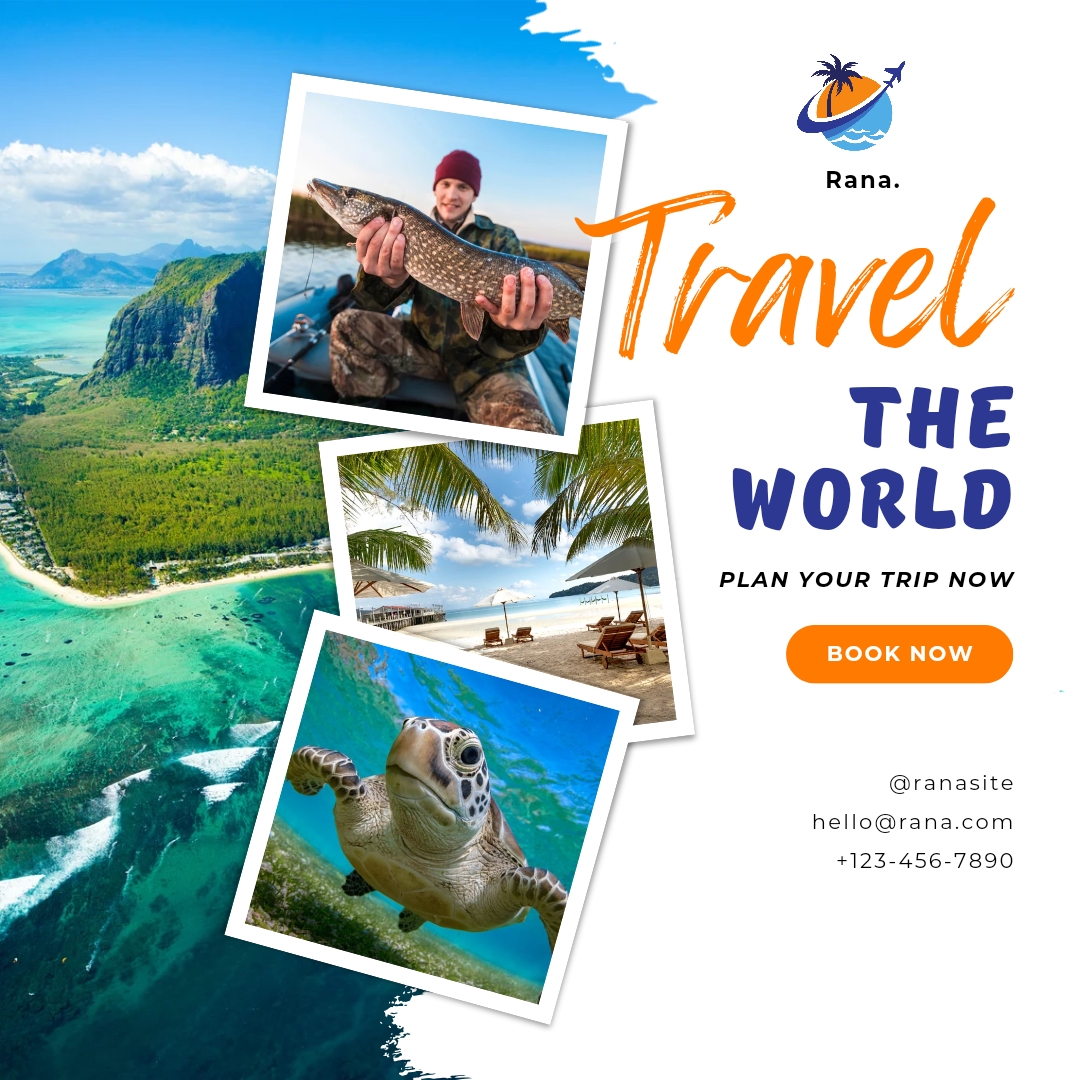 Rana.
Travel
THE
WORLD
PLAN YOUR TRIP NOW
BOOK NOW
@ranasite
hello@rana.com
+123-456-7890